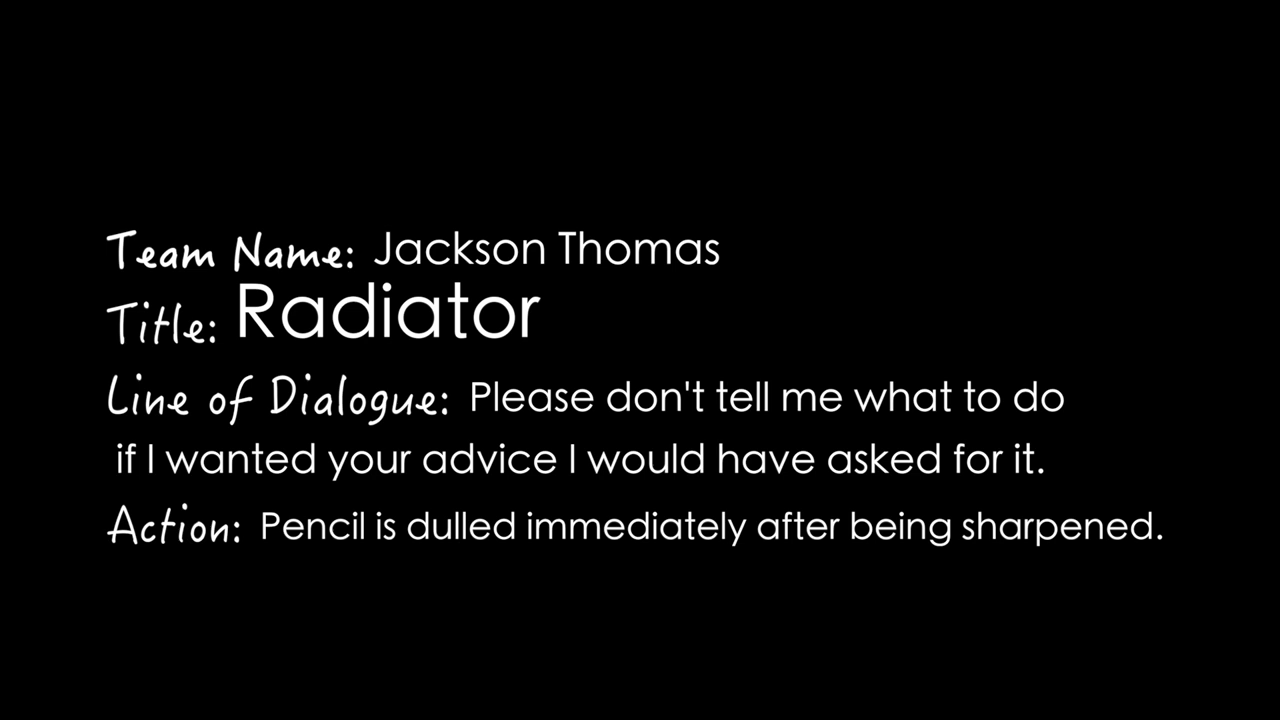 Team Name: Jackson Thomas
Title: Radiator
Line of Dialogue: Please don't tell me what to do
if I wanted your advice I would have asked for it.
Action: Pencil is dulled immediately after being sharpened.